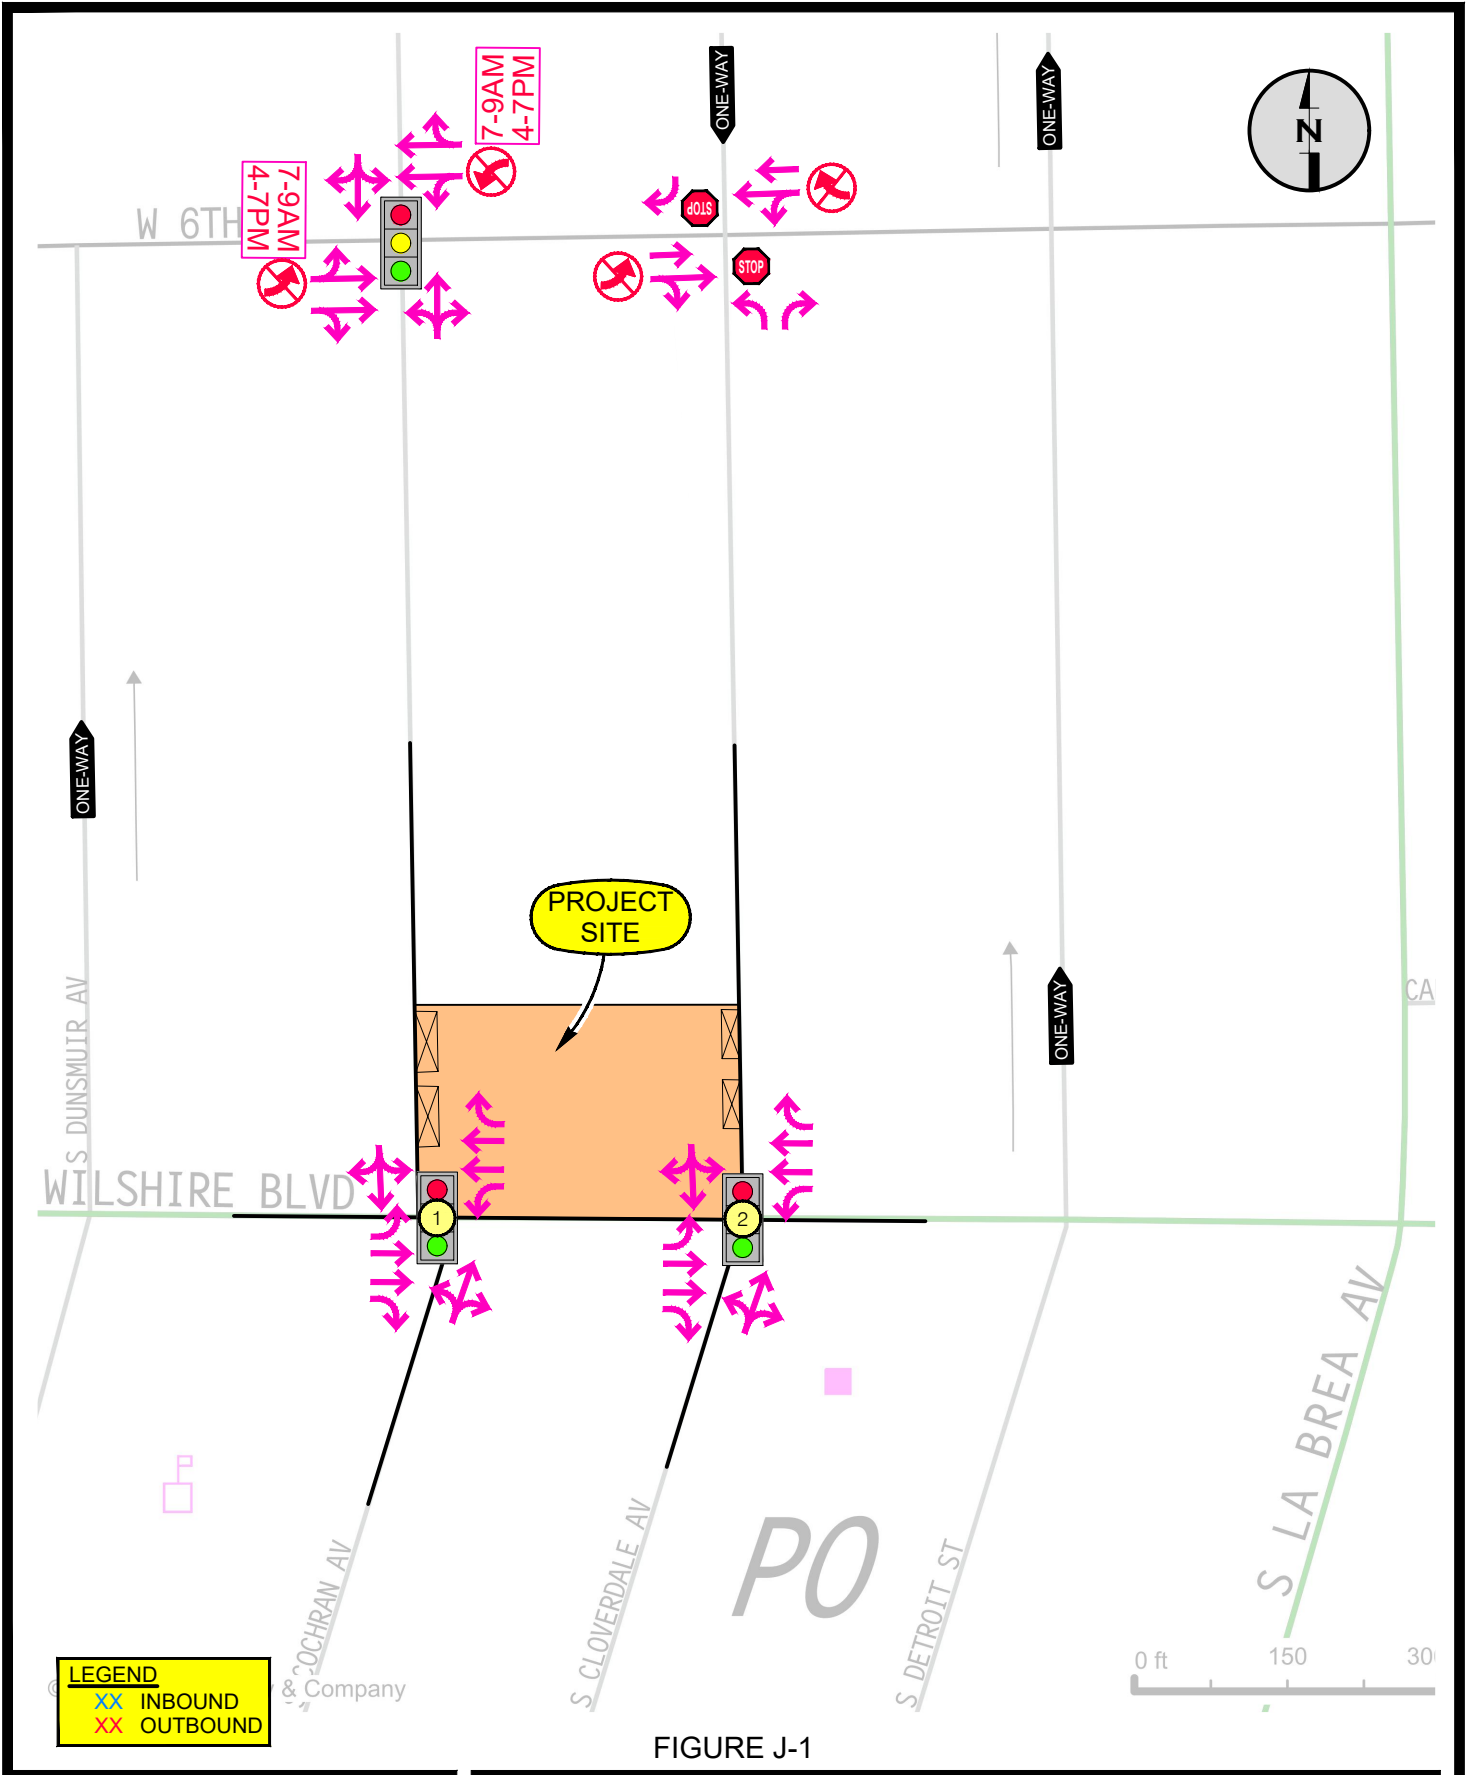 7-9AM
4-7PM
ONE-WAY
ONE-WAY
N
7-9AM
4-7PM
W 6TH
STOP
STOP
ONE-WAY
PROJECT
SITE
S DUNSMUIR AV
ONE-WAY
CA
WILSHIRE BLVD
1
2
S LA BREA AV
PO
OCHRAN AV
S CLOVERDALE AV
S DETROIT ST
0 ft 150 30
LEGEND
XX INBOUND
XX OUTBOUND
& Company
FIGURE J-1